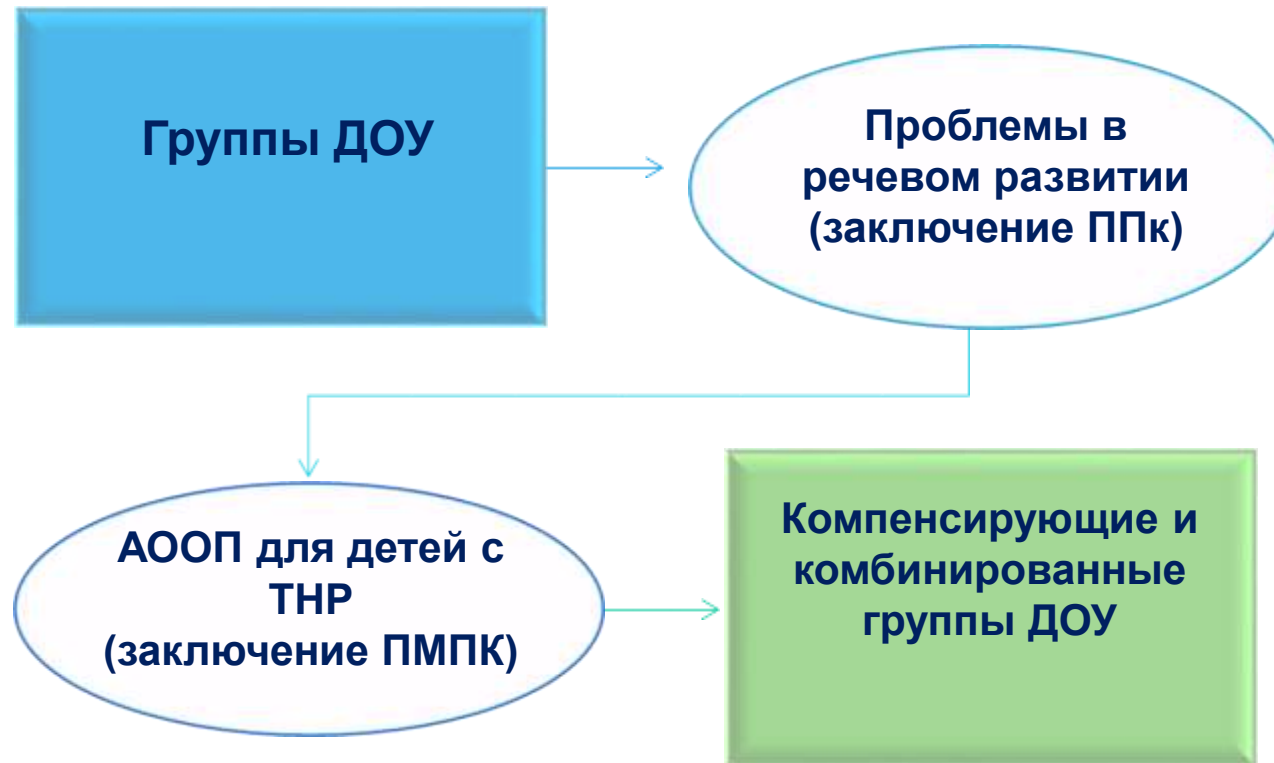 Группы ДОУ
Проблемы в
речевом развитии
(заключение ППк)
АООП для детей с
ТНР
(заключение ПМПК)
Компенсирующие и
комбинированные
группы ДОУ